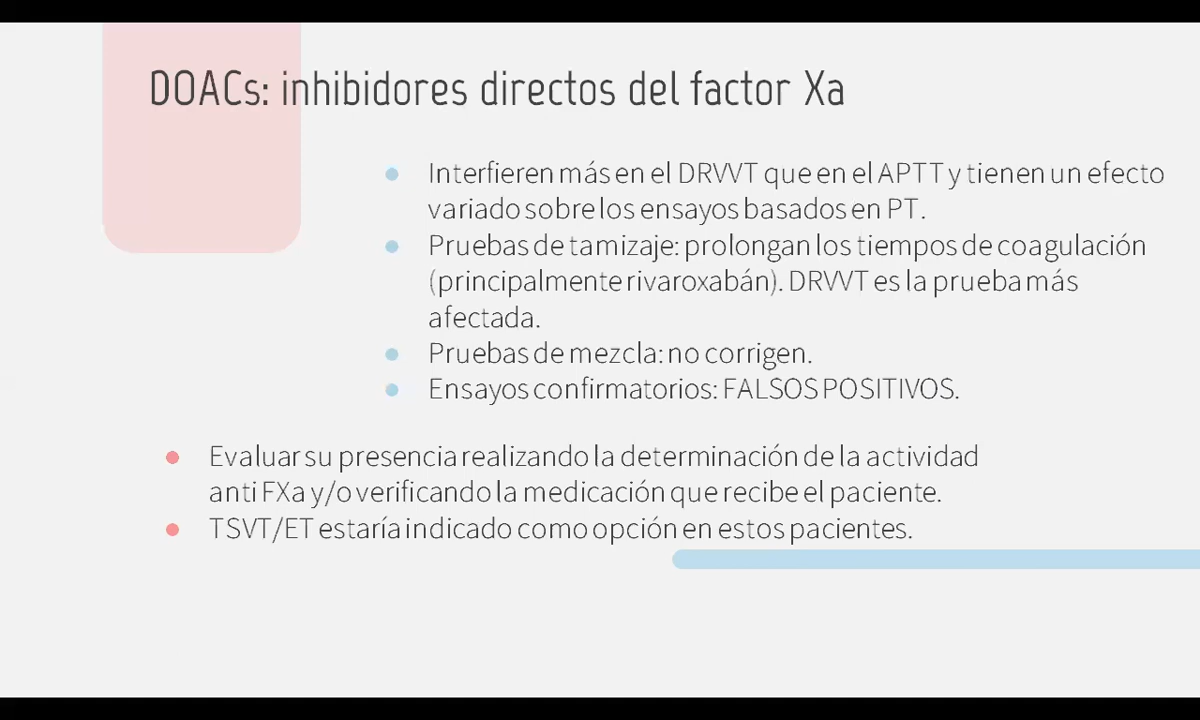 DOACs: inhibidores directos del factor Xa
Interfieren más en el DRVVT que en el APTT y tienen un efecto
variado sobre los ensayos basados en PT.
Pruebas de tamizaje: prolongan los tiempos de coagulación
(principalmente rivaroxabán). DRVVT es la prueba más
afectada.
Pruebas de mezcla: no corrigen.
Ensayos confirmatorios: FALSOS POSITIVOS.
Evaluar su presencia realizando la determinación de la actividad
anti FXa y/o verificando la medicación que recibe el paciente.
TSVT/ET estaría indicado como opción en estos pacientes.